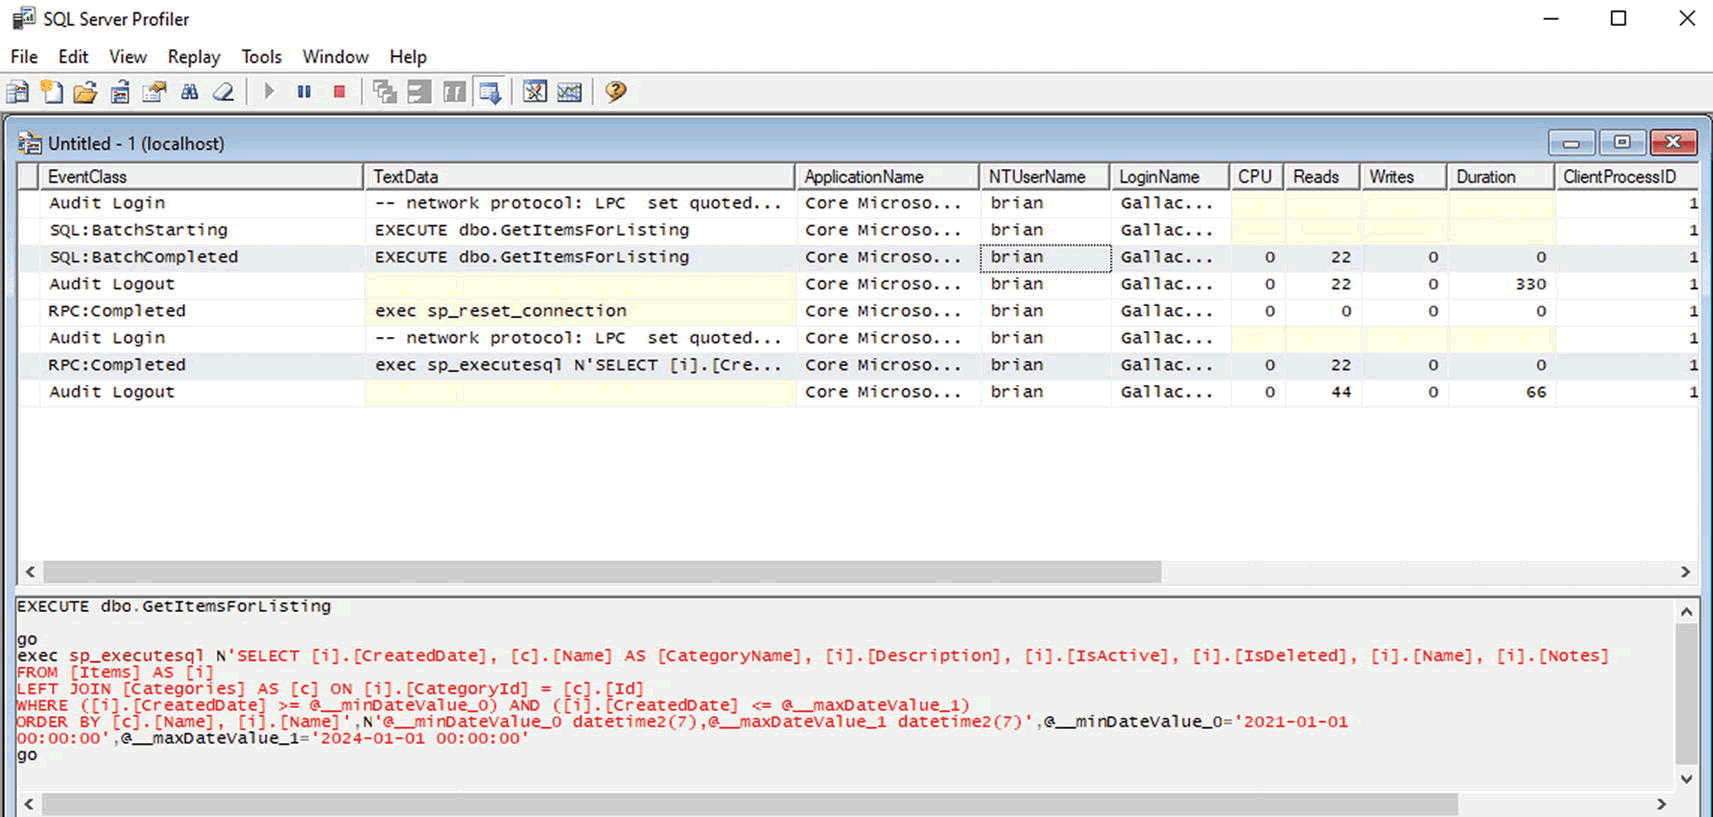 SQL Server Profiler
File Edit View Replay Tools Window Help
Untitled - 1 (localhost)
EventClass TextData ApplicationName NTUserName LoginName CPU Reads Writes Duration ClientProcessID
Audit Login -- network protocol: LPC set quoted... Core Microso... brian Gallac... 1
SQL:BatchStarting EXECUTE dbo.GetItemsForListing Core Microso... brian Gallac... 1
SQL:BatchCompleted EXECUTE dbo.GetItemsForListing Core Microso... brian Gallac... 0 22 0 0 1
Audit Logout Core Microso... brian Gallac... 0 22 0 330 1
RPC:Completed exec sp_reset_connection Core Microso... brian Gallac... 0 0 0 0 1
Audit Login -- network protocol: LPC set quoted... Core Microso... brian Gallac... 1
RPC:Completed exec sp_executesql N'SELECT [i].[Cre... Core Microso... brian Gallac... 0 22 0 0 1
Audit Logout Core Microso... brian Gallac... 0 44 0 66 1
EXECUTE dbo.GetItemsForListing
go
exec sp_executesql N'SELECT [i].[CreatedDate], [c].[Name] AS [CategoryName], [i].[Description], [i].[IsActive], [i].[IsDeleted], [i].[Name], [i].[Notes]
FROM [Items] AS [i]
LEFT JOIN [Categories] AS [c] ON [i].[CategoryId] = [c].[Id]
WHERE ([i].[CreatedDate] >= @__minDateValue_0) AND ([i].[CreatedDate] <= @__maxDateValue_1)
ORDER BY [c].[Name], [i].[Name]',N'@__minDateValue_0 datetime2(7),@__maxDateValue_1 datetime2(7)',@__minDateValue_0='2021-01-01
00:00:00',@__maxDateValue_1='2024-01-01 00:00:00'
go